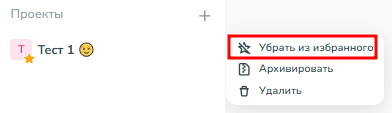 Проекты +
Т Тест 1 😉
Убрать из избранного
Архивировать
Удалить